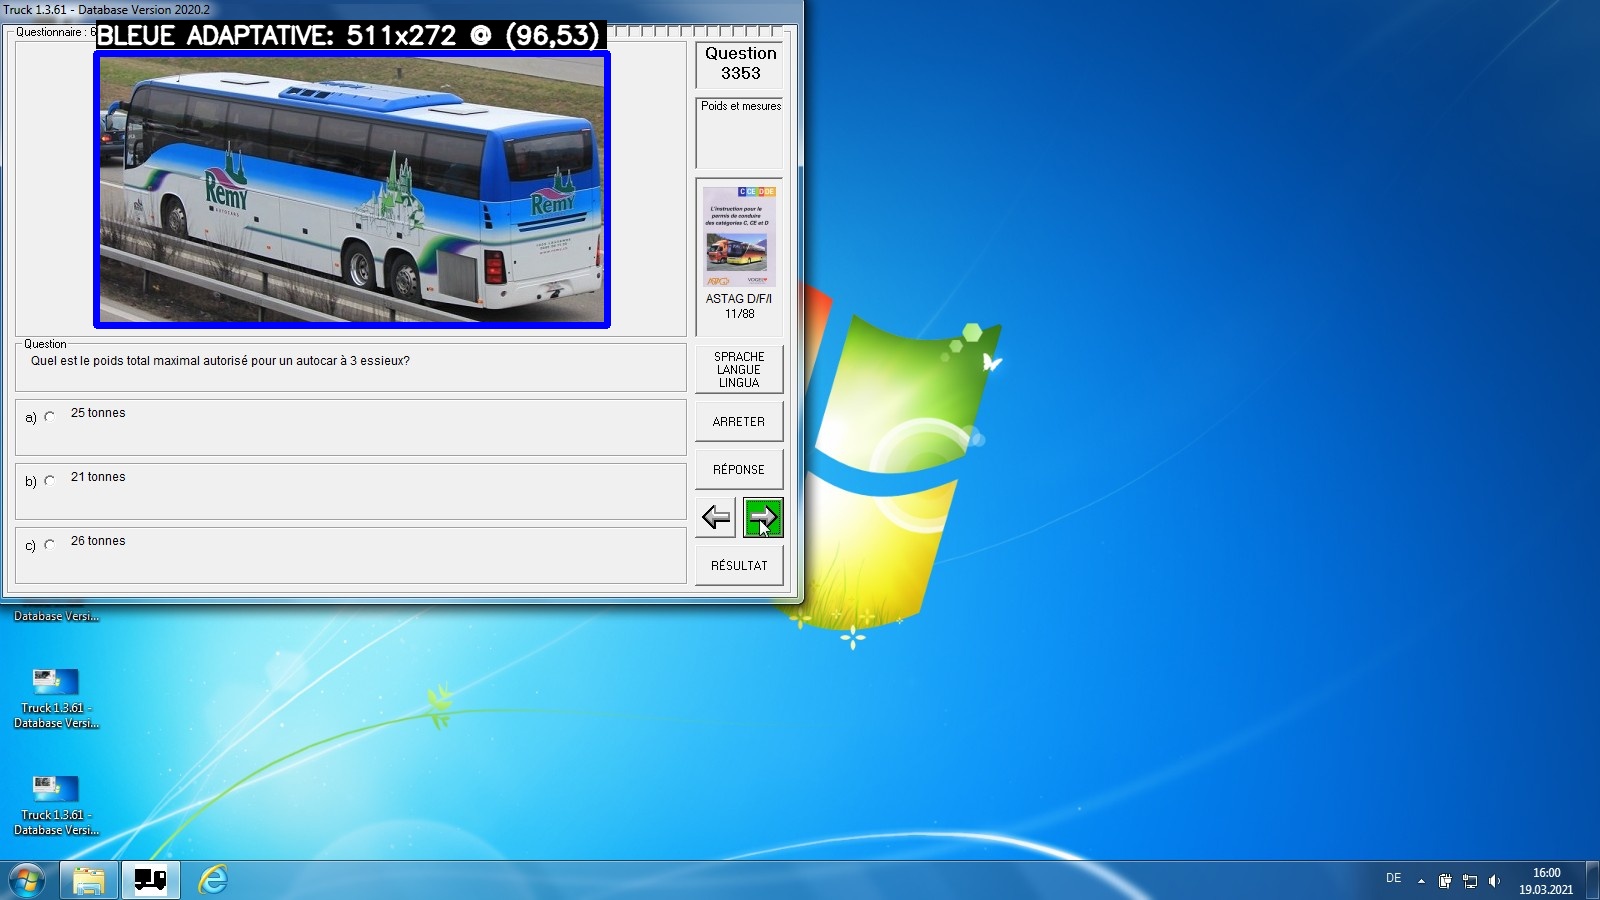 Truck 1.3.61 - Database Version 2020.2
Questionnaire : 6
BLEUE ADAPTATIVE: 511x272 @ (96,53)
Remy
AUTOCARS
Remy
Question
3353
Poids et mesures
C CE D DE
L'instruction pour le
permis de conduire
des catégories C, CE et D
ASTAG D/F/I
11/88
Question
Quel est le poids total maximal autorisé pour un autocar à 3 essieux?
a) 25 tonnes
b) 21 tonnes
c) 26 tonnes
SPRACHE
LANGUE
LINGUA
ARRETER
RÉPONSE
RÉSULTAT
Database Versi...
Truck 1.3.61 -
Database Versi...
Truck 1.3.61 -
Database Versi...
DE
16:00
19.03.2021